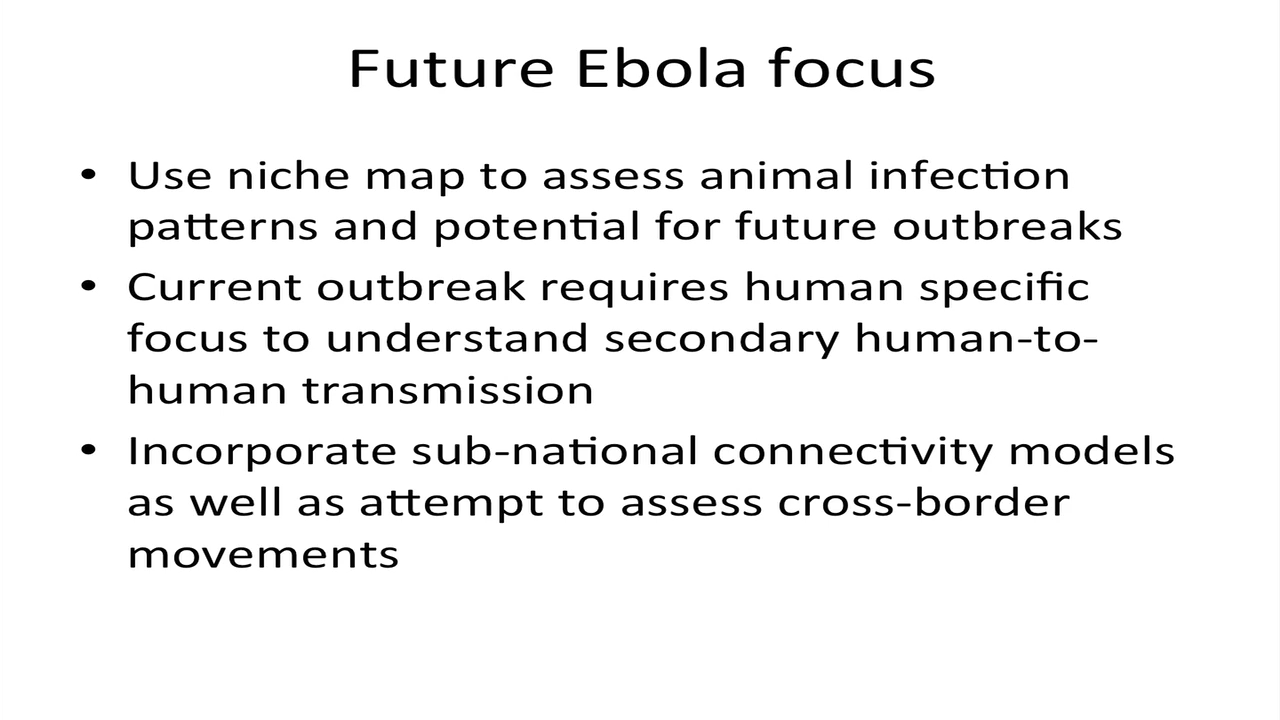 Future Ebola focus
• Use niche map to assess animal infection
patterns and potential for future outbreaks
• Current outbreak requires human specific
focus to understand secondary human-to-
human transmission
• Incorporate sub-national connectivity models
as well as attempt to assess cross-border
movements